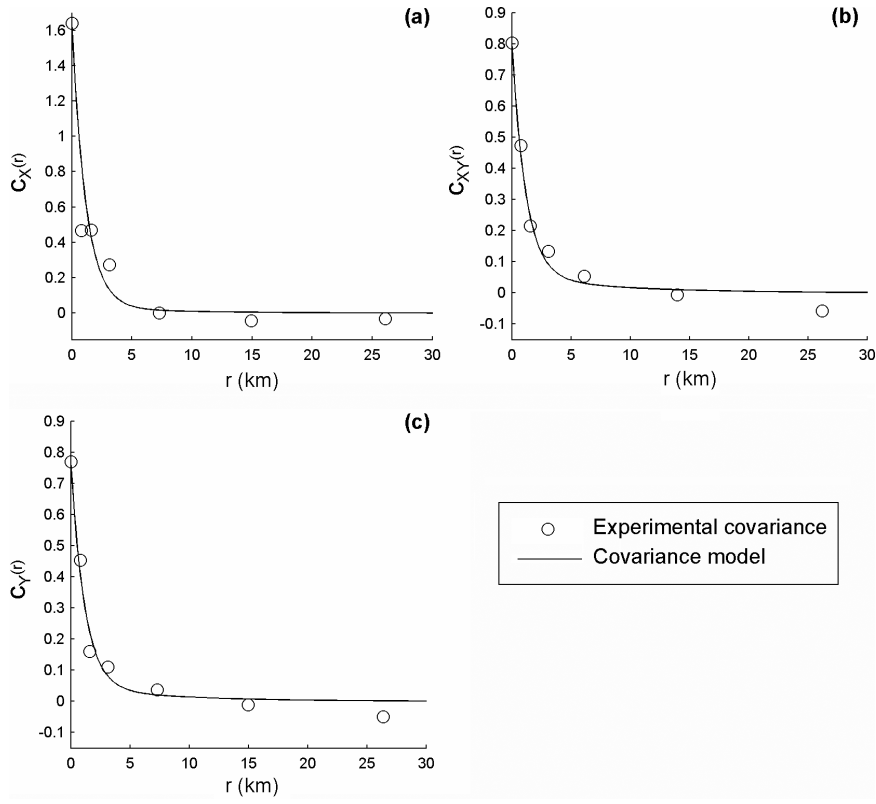 (a)
1.6
1.4
1.2
1
0.8
0.6
0.4
0.2
0
C_X(r)
0 5 10 15 20 25 30
r (km)
(b)
0.9
0.8
0.7
0.6
0.5
0.4
0.3
0.2
0.1
0
-0.1
C_XY(r)
0 5 10 15 20 25 30
r (km)
(c)
0.9
0.8
0.7
0.6
0.5
0.4
0.3
0.2
0.1
0
-0.1
C_Y(r)
0 5 10 15 20 25 30
r (km)
Experimental covariance
Covariance model